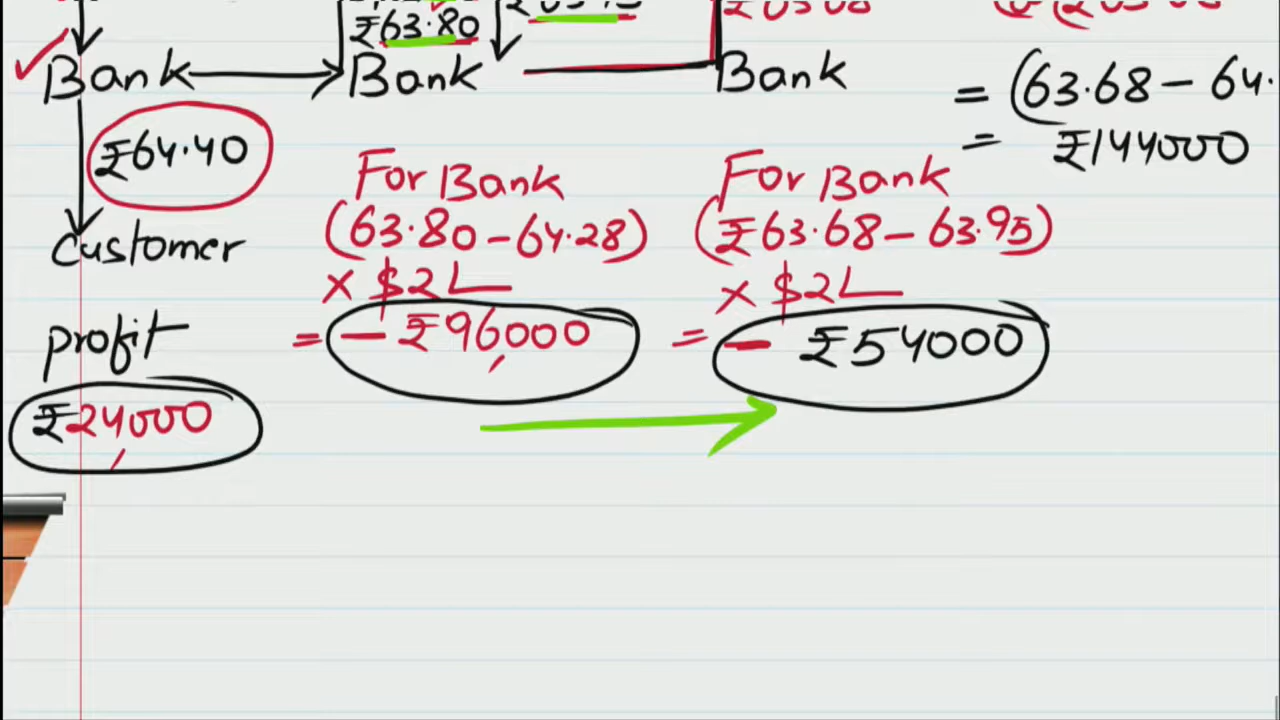 ₹63.80
Bank
Bank
Bank
= (63.68 - 64.
= ₹144000
₹64.40
Customer
For Bank
(63.80 - 64.28)
× $2L
= - ₹96000
For Bank
(₹63.68 - 63.95)
× $2L
= - ₹54000
profit
₹24000